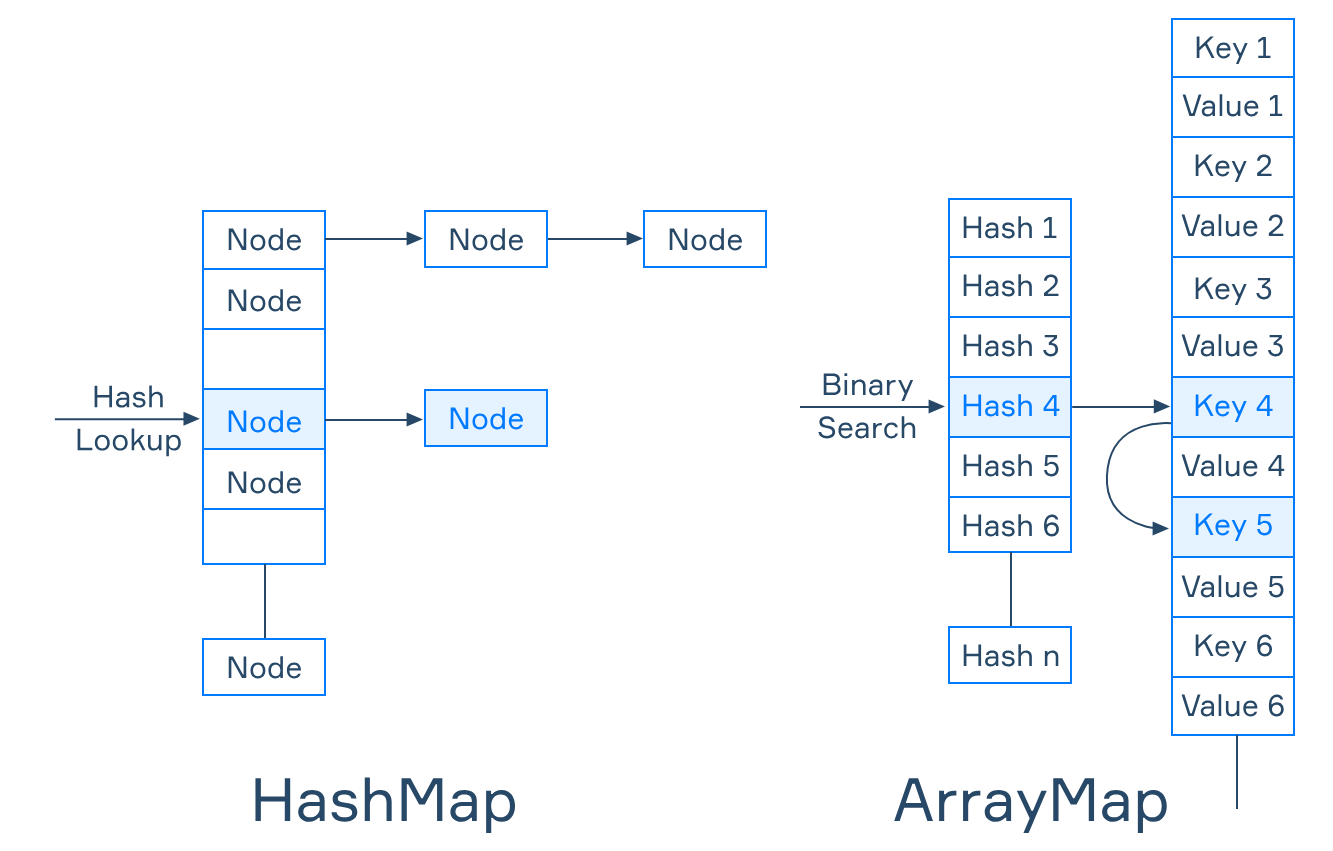 Node
Node
Node
Node
Hash
Lookup
Node
Node
Node
Node
HashMap
Binary
Search
Hash 1
Hash 2
Hash 3
Hash 4
Hash 5
Hash 6
Hash n
Key 1
Value 1
Key 2
Value 2
Key 3
Value 3
Key 4
Value 4
Key 5
Value 5
Key 6
Value 6
ArrayMap